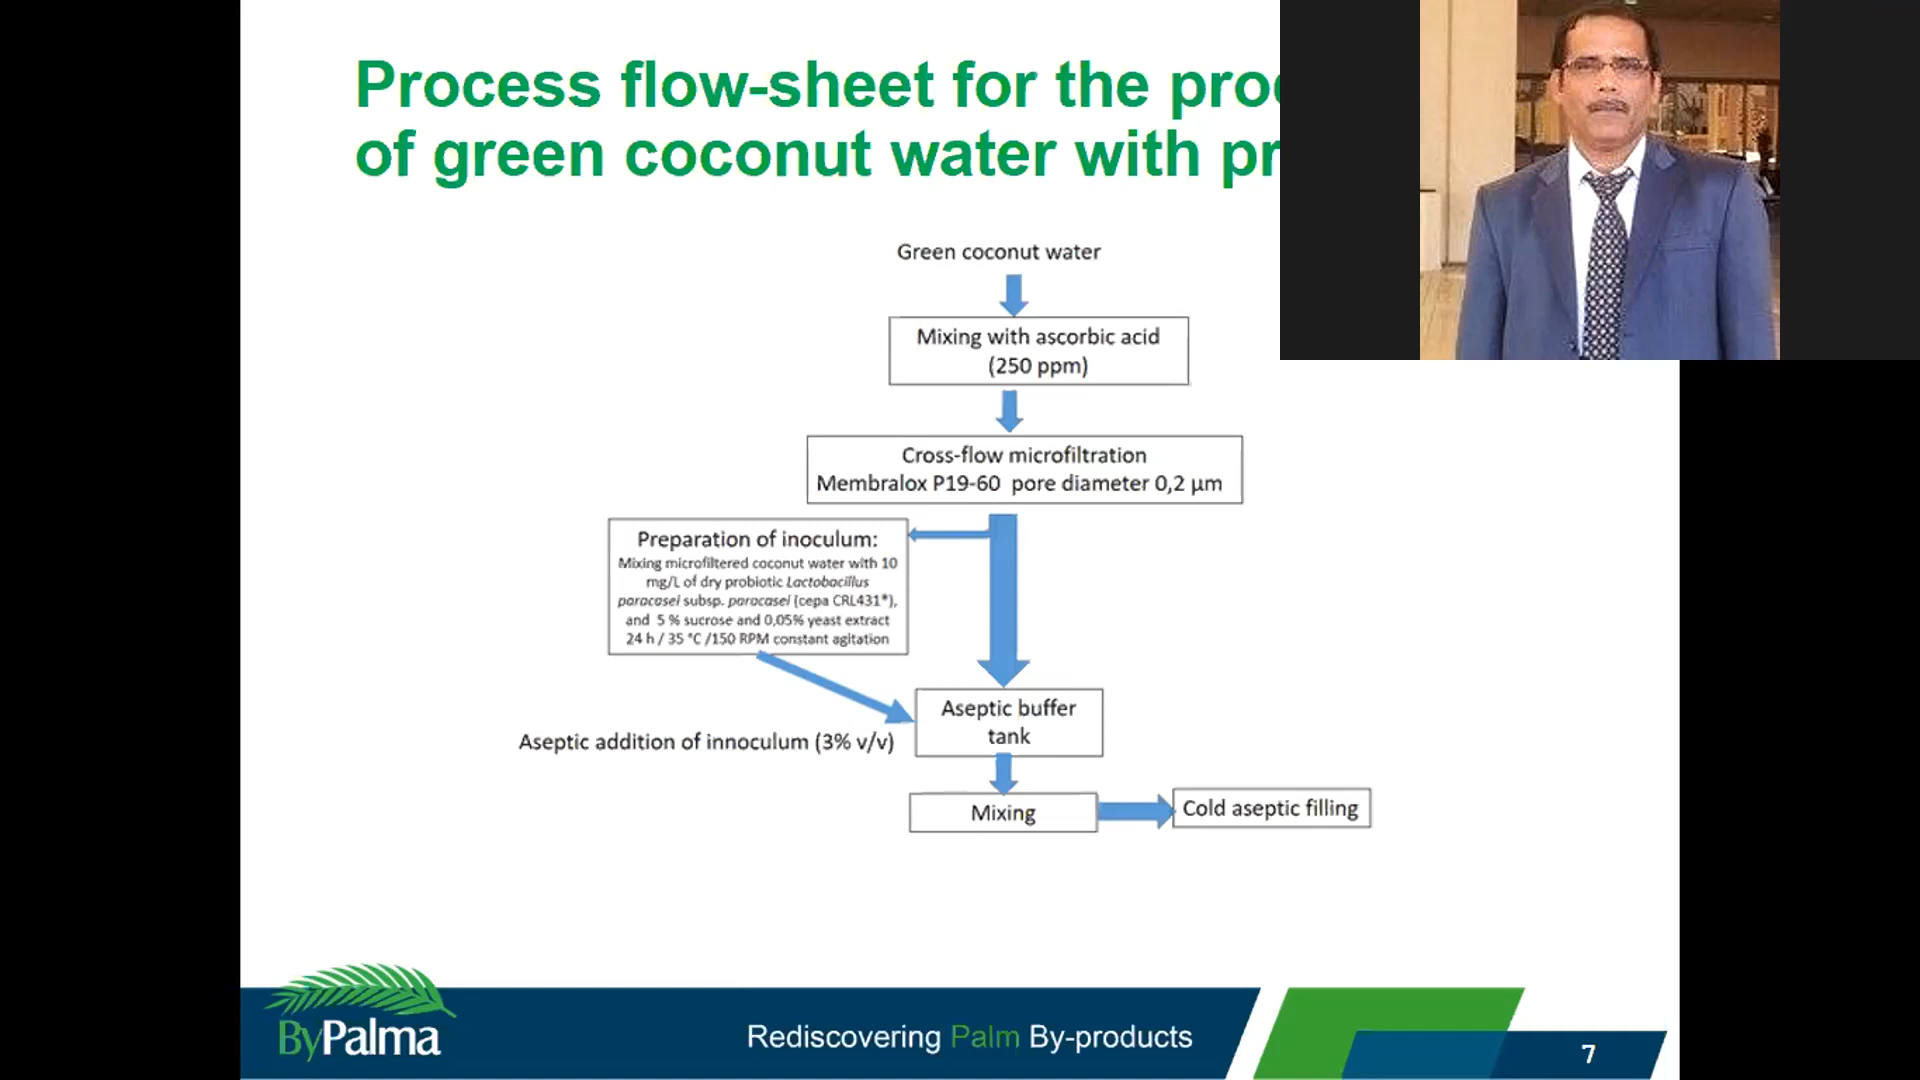 Process flow-sheet for the
of green coconut water with
Green coconut water
Mixing with ascorbic acid
(250 ppm)
Cross-flow microfiltration
Membralox P19-60 pore diameter 0,2 µm
Preparation of inoculum:
Mixing microfiltered coconut water with 10
mg/L of dry probiotic Lactobacillus
paracasei subsp. paracasei (cepa CRL431*),
and 5 % sucrose and 0,05% yeast extract
24 h / 35 °C /150 RPM constant agitation
Aseptic buffer
tank
Aseptic addition of innoculum (3% v/v)
Mixing
Cold aseptic filling
ByPalma
Rediscovering Palm By-products
7